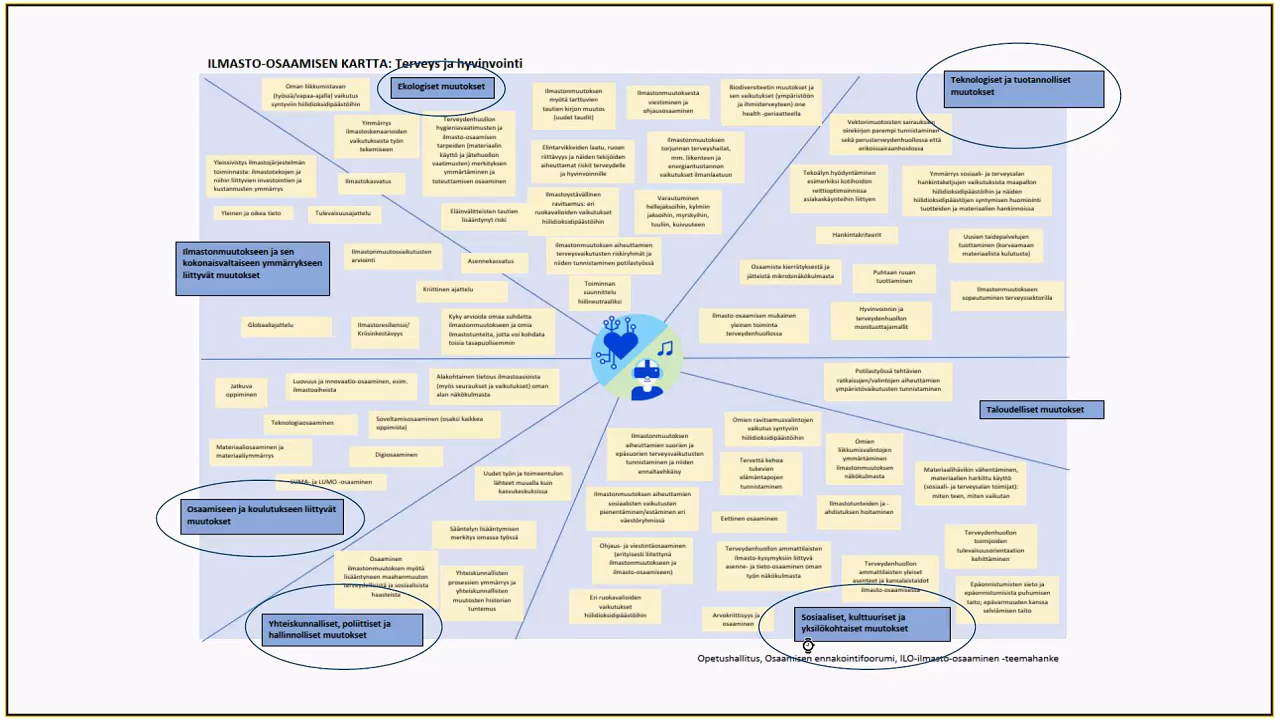 ILMASTO-OSAAMISEN KARTTA: Terveys ja hyvinvointi
Ekologiset muutokset
Teknologiset ja tuotannolliset
muutokset
Oman liikkumistavan
(työssä/vapaa-ajalla) vaikutus
syntyviin hiilidioksidipäästöihin
Ymmärrys
ilmastoskenaarioiden
vaikutuksesta työn
tekemiseen
Terveydenhuollon
hygieniavaatimusten ja
ilmasto-osaamisen
tarpeiden (materiaalin
käyttö ja jätehuollon
vaatimus) merkityksen
ymmärtäminen ja
toteuttamisen osaaminen
Yleissivistys ilmastojärjestelmän
toiminnasta: ilmastotekojen ja
niihin liittyvien investointien ja
kustannusten ymmärrys
Ilmastokasvatus
Yleinen ja oikea tieto
Tulevaisuusajattelu
Eläinvälitteisten tautien
lisääntynyt riski
Ilmastonmuutoksen
myötä tarttuvien
tautien kirjon muutos
(uudet taudit)
Ilmastonmuutoksesta
viestiminen ja
ohjausosaaminen
Biodiversiteetin muutokset ja
sen vaikutukset (ympäristöön
ja ihmisterveyteen) one
health -periaatteella
Elintarvikkeiden laatu, ruoan
riittävyys ja näiden tekijöiden
aiheuttamat riskit terveydelle
ja hyvinvoinnille
Ilmastonmuutoksen
torjunnan terveyshaitat,
mm. liikenteen ja
energiantuotannon
vaikutukset ilmanlaatuun
Ilmastoystävällinen
ravitsemus: eri
ruokavalioiden vaikutukset
hiilidioksidipäästöihin
Varautuminen
hellejaksoihin, kylmiin
jaksoihin, myrskyihin,
tuuliin, kuivuuteen
Ilmastonmuutoksen aiheuttamien
terveysvaikutusten riskiryhmät ja
niiden tunnistaminen potilastyössä
Toiminnan
suunnittelu
hiilineutraaliksi
Vektorimuotoisten sairauksien
oirekirjon parempi tunnistaminen
sekä perusterveydenhuollossa että
erikoissairaanhoidossa
Tekoälyn hyödyntäminen
esimerkiksi kotihoidon
reittioptimoinnissa
asiakaskäynteihin liittyen
Ymmärrys sosiaali- ja terveysalan
hankintaketjujen vaikutuksista maapallon
hiilidioksidipäästöihin ja näiden
hiilidioksidipäästöjen syntymisen huomiointi
tuotteiden ja materiaalien hankinnoissa
Hankintakriteerit
Uusien taidepalvelujen
tuottaminen (korvaamaan
materiaalista kulutusta)
Osaamista kierrätyksestä ja
jätteistä mikrobinäkökulmasta
Puhtaan ruuan
tuottaminen
Ilmastonmuutokseen
sopeutuminen terveyssektorilla
Ilmasto-osaamisen mukainen
yleinen toiminta
terveydenhuollossa
Hyvinvoinnin ja
terveydenhuollon
monituottajamallit
Ilmastonmuutokseen ja sen
kokonaisvaltaiseen ymmärrykseen
liittyvät muutokset
Ilmastonmuutosvaikutusten
arviointi
Asennekasvatus
Kriittinen ajattelu
Globaaliajattelu
Ilmastoresilienssi/
Kriisinkestävyys
Kyky arvioida omaa suhdetta
ilmastonmuutokseen ja omia
ilmastotunteita, jotta voi kohdata
toisia tasapuolisemmin
Jatkuva
oppiminen
Luovuus ja innovaatio-osaaminen, esim.
ilmastoaiheista
Alakohtainen tietous ilmastoasioista
(myös seuraukset ja vaikutukset) oman
alan näkökulmasta
Teknologiaosaaminen
Soveltamisosaaminen (osaksi kaikkea
oppimista)
Materiaaliosaaminen ja
materiaaliymmärrys
Digiosaaminen
LUMA- ja LUMO -osaaminen
Osaamiseen ja koulutukseen liittyvät
muutokset
Uudet työn ja toimeentulon
lähteet muualla kuin
kasvukeskuksissa
Sääntelyn lisääntymisen
merkitys omassa työssä
Osaaminen
ilmastonmuutoksen myötä
lisääntyneen maahanmuuton
terveydellisistä ja sosiaalisista
haasteista
Yhteiskunnallisten
prosessien ymmärrys ja
yhteiskunnallisten
muutosten historian
tuntemus
Yhteiskunnalliset, poliittiset ja
hallinnolliset muutokset
Potilastyössä tehtävien
ratkaisujen/valintojen aiheuttamien
ympäristövaikutusten tunnistaminen
Taloudelliset muutokset
Ilmastonmuutoksen
aiheuttamien suorien ja
epäsuorien terveysvaikutusten
tunnistaminen ja niiden
ennaltaehkäisy
Omien ravitsemusvalintojen
vaikutus syntyviin
hiilidioksidipäästöihin
Omien
liikkumisvalintojen
ymmärtäminen
ilmastonmuutoksen
näkökulmasta
Tervettä kehoa
tukevien
elämäntapojen
tunnistaminen
Materiaalihävikin vähentäminen,
materiaalien harkittu käyttö
(sosiaali- ja terveysalan toimijat):
miten teen, miten vaikutan
Ilmastonmuutoksen aiheuttamien
sosiaalisten vaikutusten
pienentäminen/estäminen eri
väestöryhmissä
Eettinen osaaminen
Ilmastotunteiden ja -
ahdistuksen hoitaminen
Ohjaus- ja viestintäosaaminen
(erityisesti liitettynä
ilmastonmuutokseen ja
ilmasto-osaamiseen)
Terveydenhuollon ammattilaisten
ilmasto-kysymyksiin liittyvä
asenne- ja tieto-osaaminen oman
työn näkökulmasta
Terveydenhuollon
ammattilaisten yleiset
asenteet ja kansalaistaidot
ilmasto-osaamisessa
Terveydenhuollon
toimijoiden
tulevaisuusorientaation
kehittäminen
Eri ruokavalioiden
vaikutukset
hiilidioksidipäästöihin
Arvokriittisyys ja
osaaminen
Epäonnistumisten sieto ja
epäonnistumisista puhumisen
taito; epävarmuuden kanssa
selviämisen taito
Sosiaaliset, kulttuuriset ja
yksilökohtaiset muutokset
Opetushallitus, Osaamisen ennakointifoorumi, ILO-ilmasto-osaaminen -teemahanke